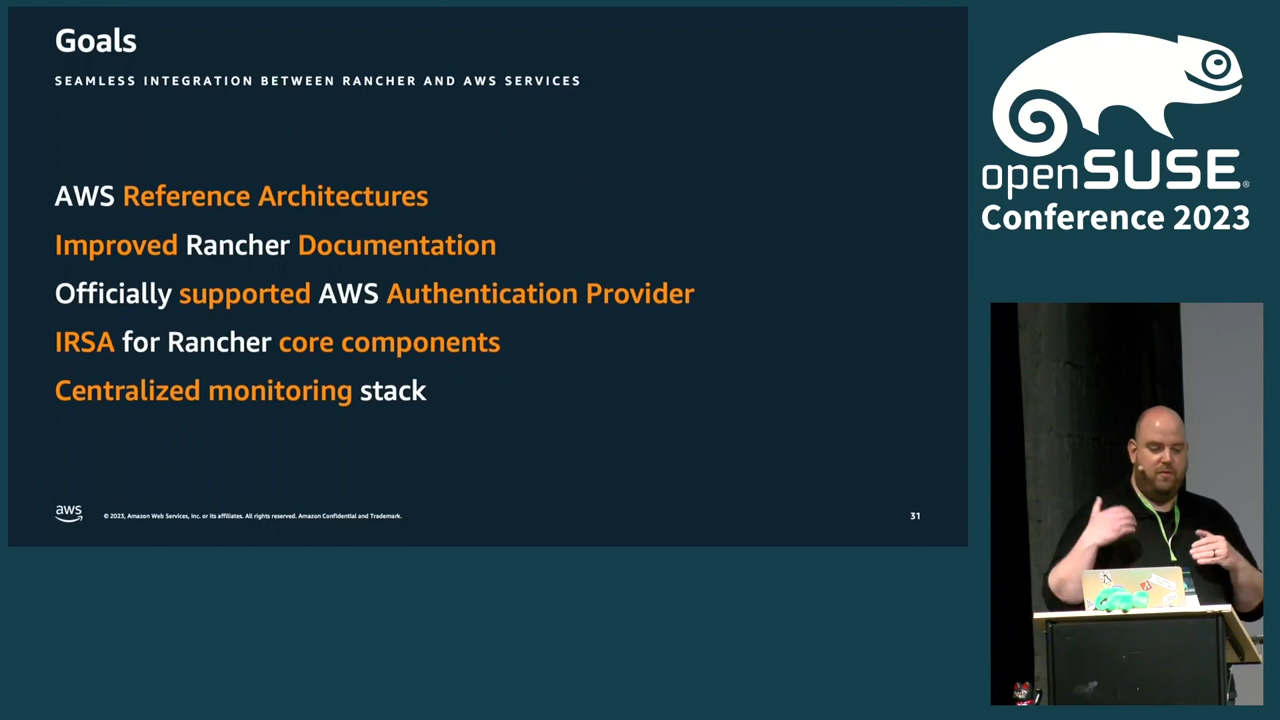 Goals
SEAMLESS INTEGRATION BETWEEN RANCHER AND AWS SERVICES
AWS Reference Architectures
Improved Rancher Documentation
Officially supported AWS Authentication Provider
IRSA for Rancher core components
Centralized monitoring stack
aws
© 2023, Amazon Web Services, Inc. or its affiliates. All rights reserved. Amazon Confidential and Trademark.
31
openSUSE®
Conference 2023